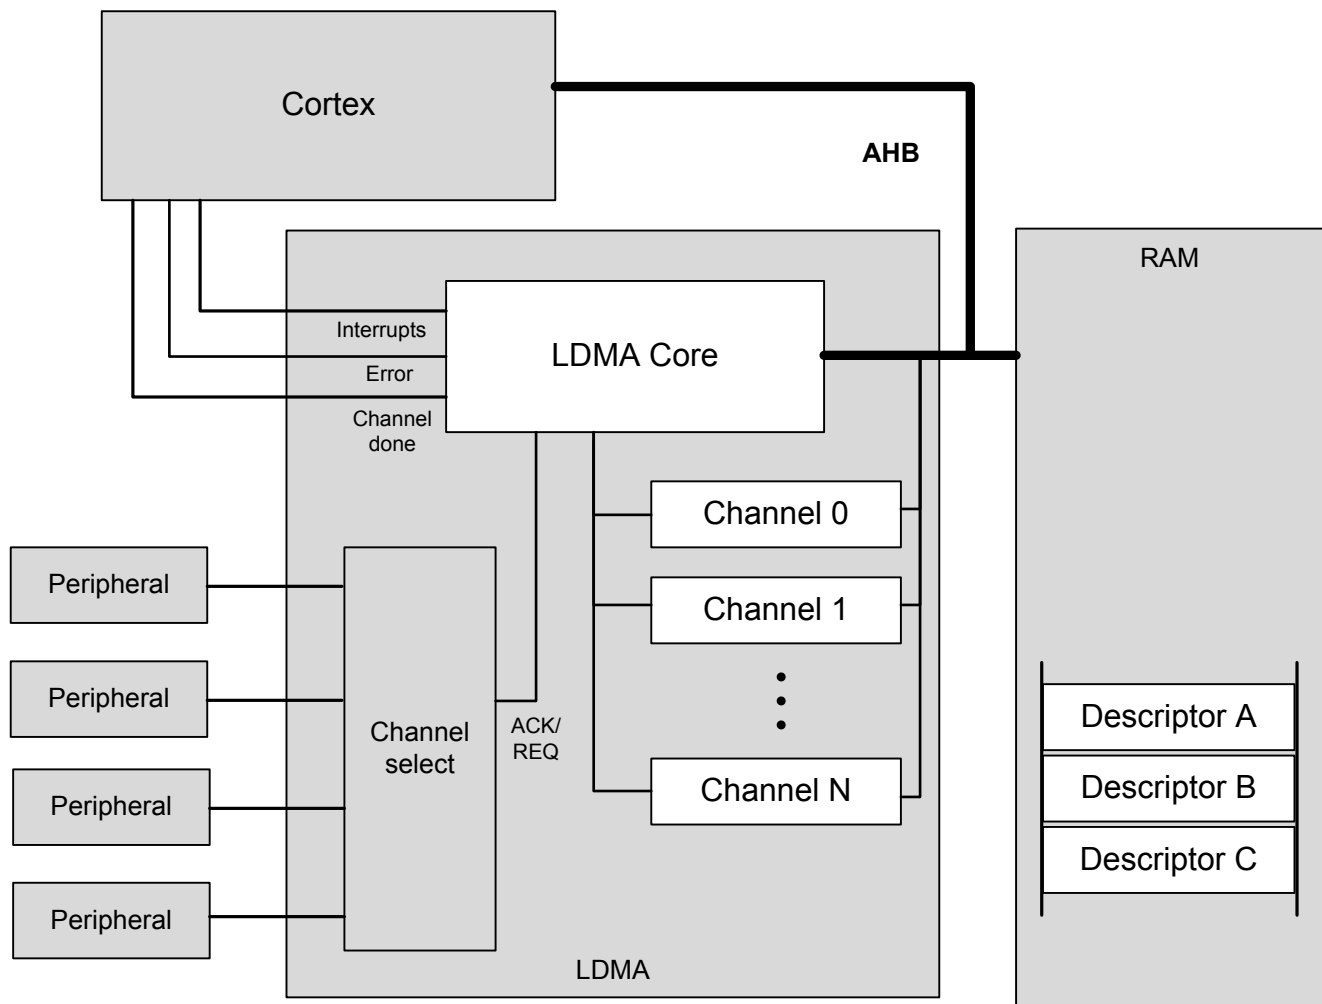 Cortex
AHB
RAM
Interrupts
LDMA Core
Error
Channel
done
Channel 0
Peripheral
Channel 1
Peripheral
Channel
select
ACK/
REQ
Descriptor A
Peripheral
Channel N
Descriptor B
Descriptor C
Peripheral
LDMA